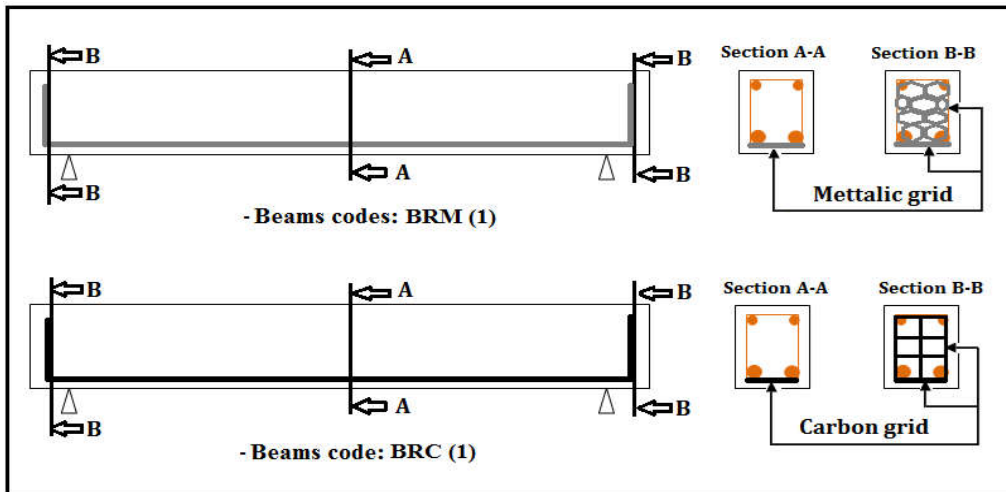 B
A
B
Section A-A
Section B-B
A
B
B
Mettalic grid
- Beams codes: BRM (1)
B
A
B
Section A-A
Section B-B
A
B
B
Carbon grid
- Beams code: BRC (1)